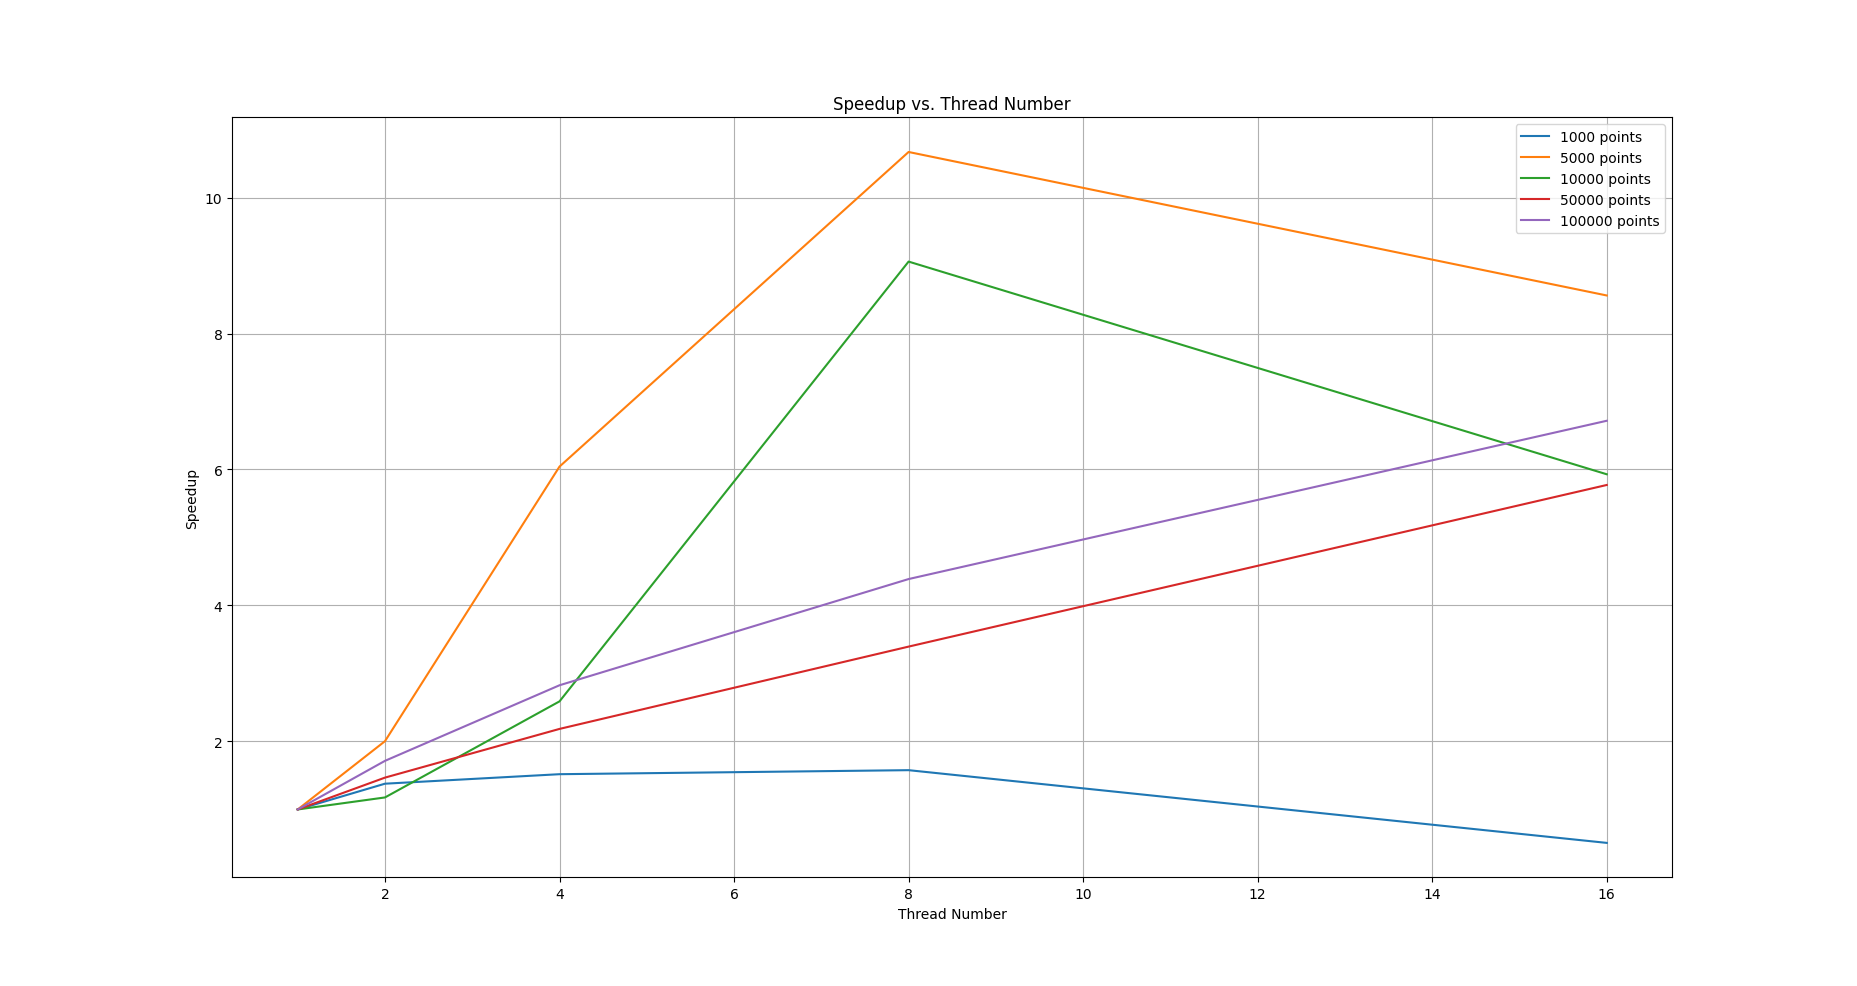 Speedup vs. Thread Number
1000 points
5000 points
10000 points
50000 points
100000 points
10
8
6
4
2
Speedup
2 4 6 8 10 12 14 16
Thread Number